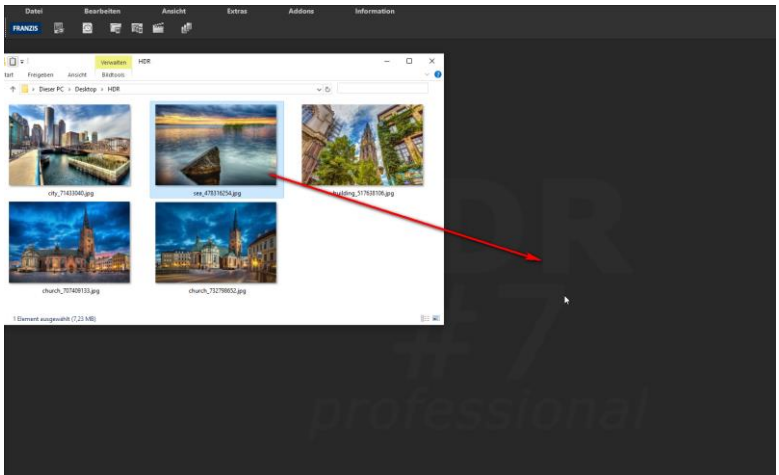 Datei Bearbeiten Ansicht Extras Addons Information
FRANZIS
Verwalten HDR
tart Freigeben Ansicht Bildtools
Dieser PC > Desktop > HDR
city_71433040.jpg sea_478316254.jpg building_517638106.jpg
church_707409133.jpg church_732798652.jpg
1 Element ausgewählt (7,23 MB)
DR
#7
professional